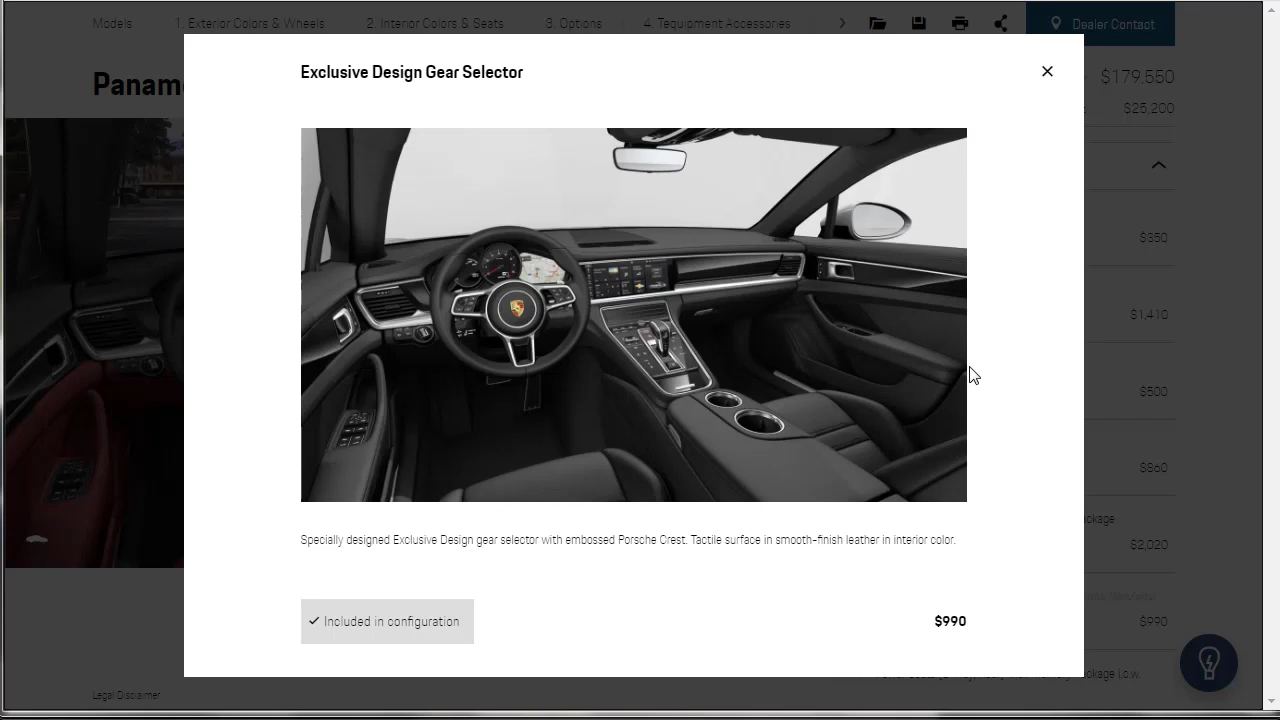 Models
1. Exterior Colors & Wheels
2. Interior Colors & Seats
3. Options
4. Tequipment Accessories
Dealer Contact
Exclusive Design Gear Selector
$179,550
$25,200
$350
$1,410
$500
$860
$2,020
$990
Specially designed Exclusive Design gear selector with embossed Porsche Crest. Tactile surface in smooth-finish leather in interior color.
Included in configuration
$990
Legal Disclaimer